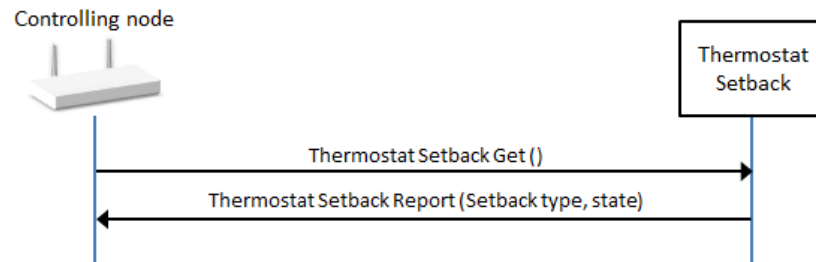 Controlling node
Thermostat
Setback
Thermostat Setback Get ()
Thermostat Setback Report (Setback type, state)